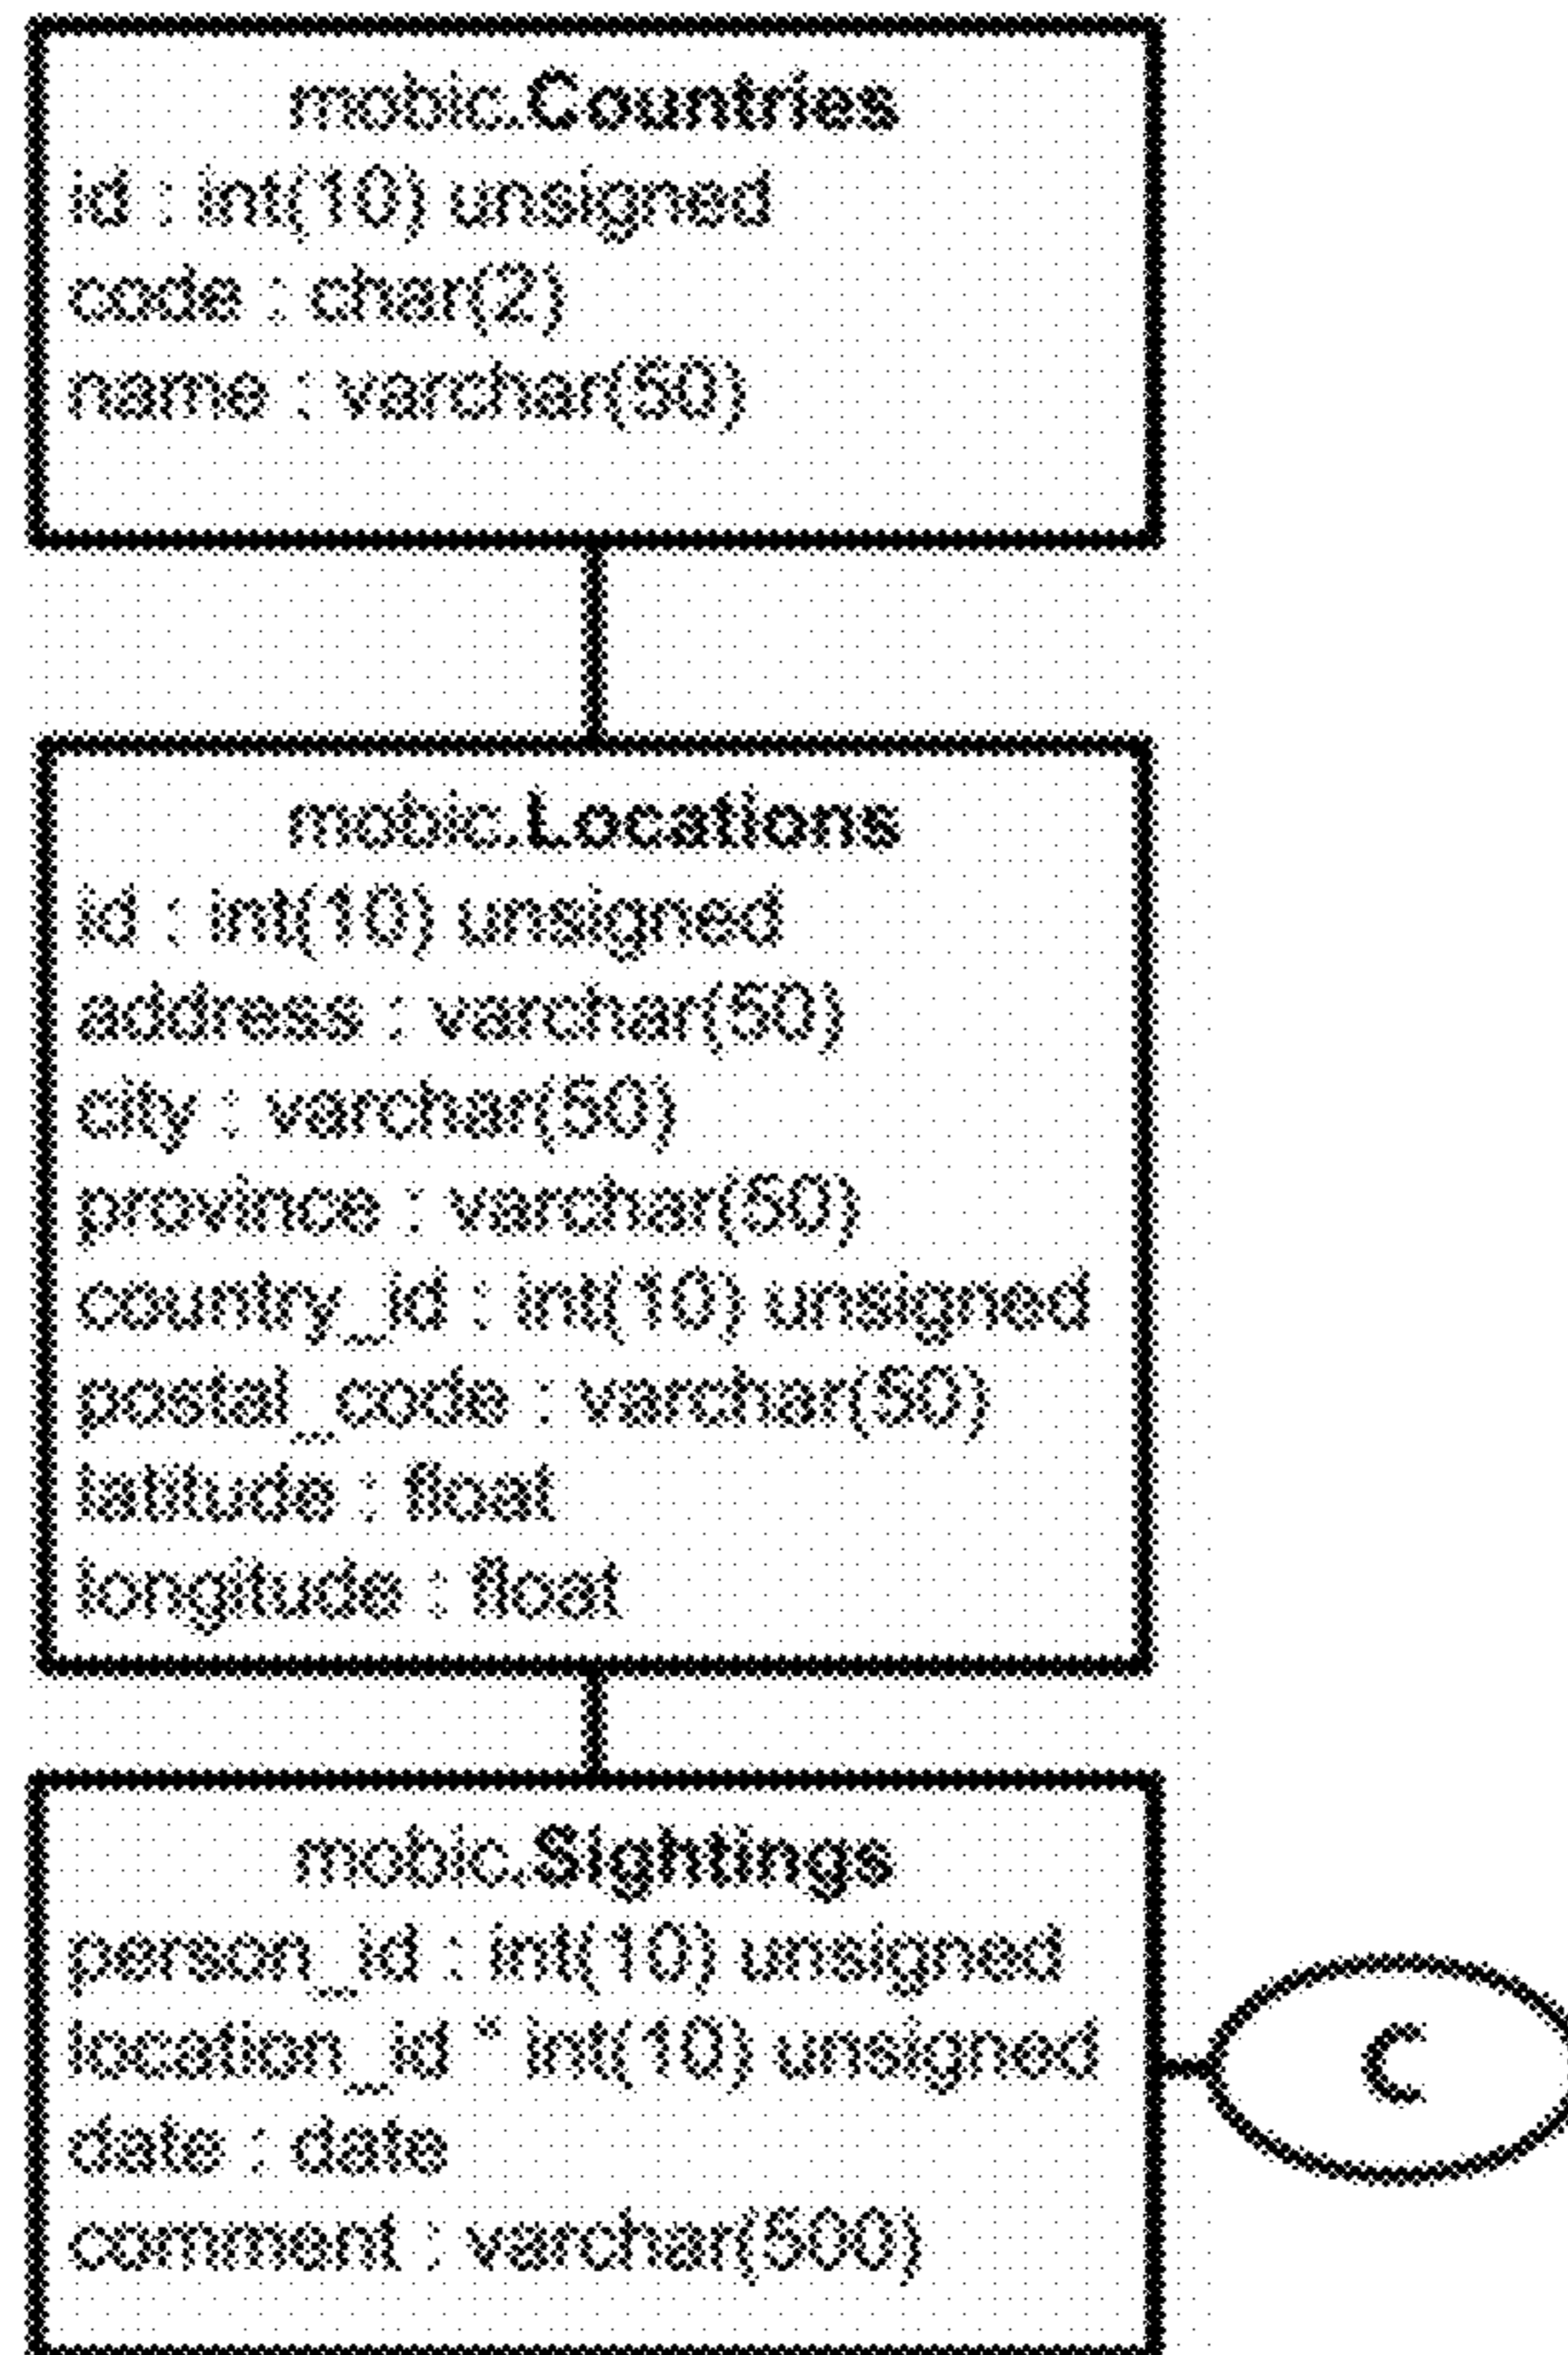 mobic.Countries
id : int(10) unsigned
code : char(2)
name : varchar(50)
mobic.Locations
id : int(10) unsigned
address : varchar(50)
city : varchar(50)
province : varchar(50)
country_id : int(10) unsigned
postal_code : varchar(50)
latitude : float
longitude : float
mobic.Sightings
person_id : int(10) unsigned
location_id " int(10) unsigned
date : date
comment : varchar(500)
C